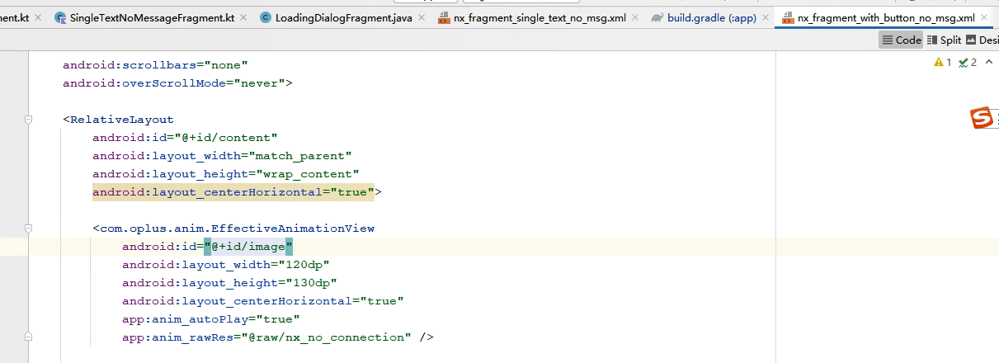 nent.kt
SingleTextNoMessageFragment.kt
LoadingDialogFragment.java
nx_fragment_single_text_no_msg.xml
build.gradle (:app)
nx_fragment_with_button_no_msg.xml
Code
Split
Desi
1
2
android:scrollbars="none"
android:overScrollMode="never">
<RelativeLayout
android:id="@+id/content"
android:layout_width="match_parent"
android:layout_height="wrap_content"
android:layout_centerHorizontal="true">
<com.oplus.anim.EffectiveAnimationView
android:id="@+id/image"
android:layout_width="120dp"
android:layout_height="130dp"
android:layout_centerHorizontal="true"
app:anim_autoPlay="true"
app:anim_rawRes="@raw/nx_no_connection" />